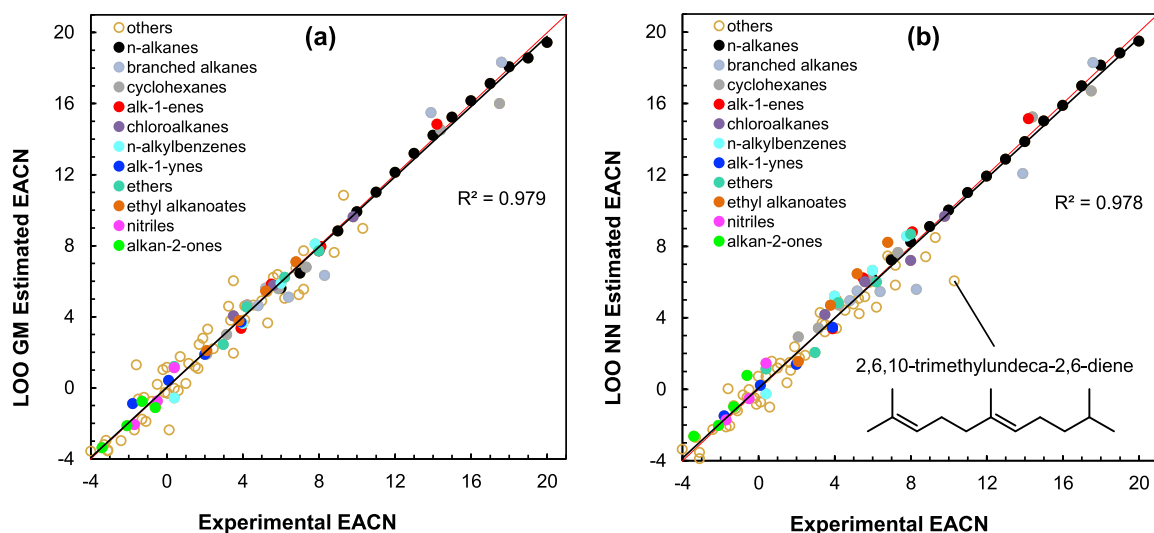 (a)
others
n-alkanes
branched alkanes
cyclohexanes
alk-1-enes
chloroalkanes
n-alkylbenzenes
alk-1-ynes
ethers
ethyl alkanoates
nitriles
alkan-2-ones
R² = 0.979
LOO GM Estimated EACN
20
16
12
8
4
0
-4
-4 0 4 8 12 16 20
Experimental EACN
(b)
others
n-alkanes
branched alkanes
cyclohexanes
alk-1-enes
chloroalkanes
n-alkylbenzenes
alk-1-ynes
ethers
ethyl alkanoates
nitriles
alkan-2-ones
R² = 0.978
2,6,10-trimethylundeca-2,6-diene
LOO NN Estimated EACN
20
16
12
8
4
0
-4
-4 0 4 8 12 16 20
Experimental EACN